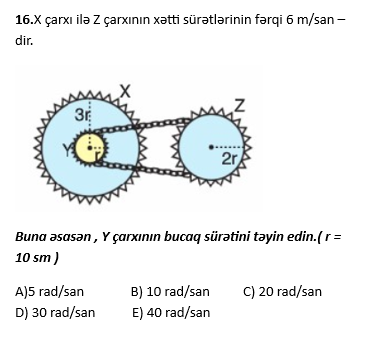 16.X çarxı ilə Z çarxının xətti sürətlərinin fərqi 6 m/san –
dir.
X
Z
3r
Y
r
2r
Buna əsasən , Y çarxının bucaq sürətini təyin edin.( r =
10 sm )
A)5 rad/san B) 10 rad/san C) 20 rad/san
D) 30 rad/san E) 40 rad/san